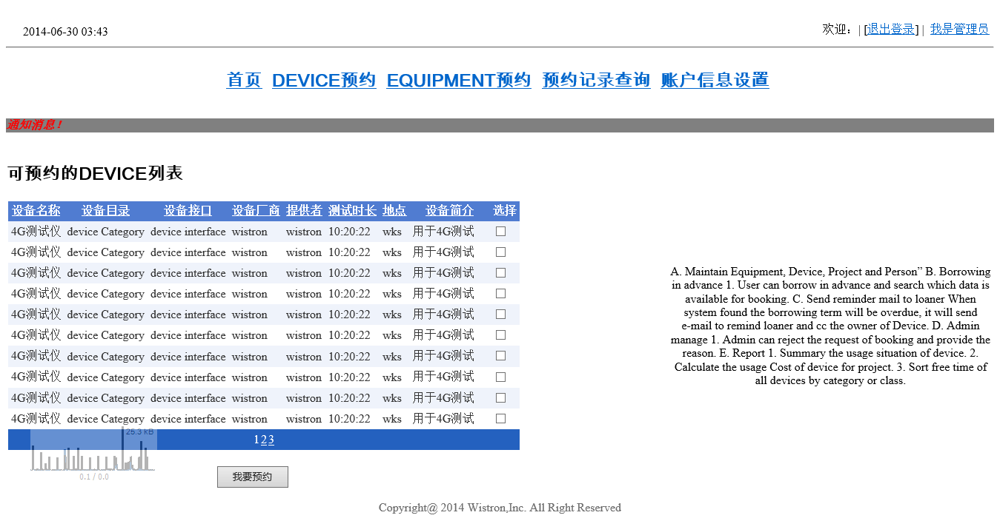 2014-06-30 03:43
欢迎：| [退出登录] | 我是管理员
首页 DEVICE预约 EQUIPMENT预约 预约记录查询 账户信息设置
通知消息！
可预约的DEVICE列表
设备名称 设备目录 设备接口 设备厂商 提供者 测试时长 地点 设备简介 选择
4G测试仪 device Category device interface wistron wistron 10:20:22 wks 用于4G测试
4G测试仪 device Category device interface wistron wistron 10:20:22 wks 用于4G测试
4G测试仪 device Category device interface wistron wistron 10:20:22 wks 用于4G测试
4G测试仪 device Category device interface wistron wistron 10:20:22 wks 用于4G测试
4G测试仪 device Category device interface wistron wistron 10:20:22 wks 用于4G测试
4G测试仪 device Category device interface wistron wistron 10:20:22 wks 用于4G测试
4G测试仪 device Category device interface wistron wistron 10:20:22 wks 用于4G测试
4G测试仪 device Category device interface wistron wistron 10:20:22 wks 用于4G测试
4G测试仪 device Category device interface wistron wistron 10:20:22 wks 用于4G测试
4G测试仪 device Category device interface wistron wistron 10:20:22 wks 用于4G测试
25.3 kB
1 2 3
0.1 / 0.0
我要预约
A. Maintain Equipment, Device, Project and Person” B. Borrowing
in advance 1. User can borrow in advance and search which data is
available for booking. C. Send reminder mail to loaner When
system found the borrowing term will be overdue, it will send
e-mail to remind loaner and cc the owner of Device. D. Admin
manage 1. Admin can reject the request of booking and provide the
reason. E. Report 1. Summary the usage situation of device. 2.
Calculate the usage Cost of device for project. 3. Sort free time of
all devices by category or class.
Copyright@ 2014 Wistron,Inc. All Right Reserved